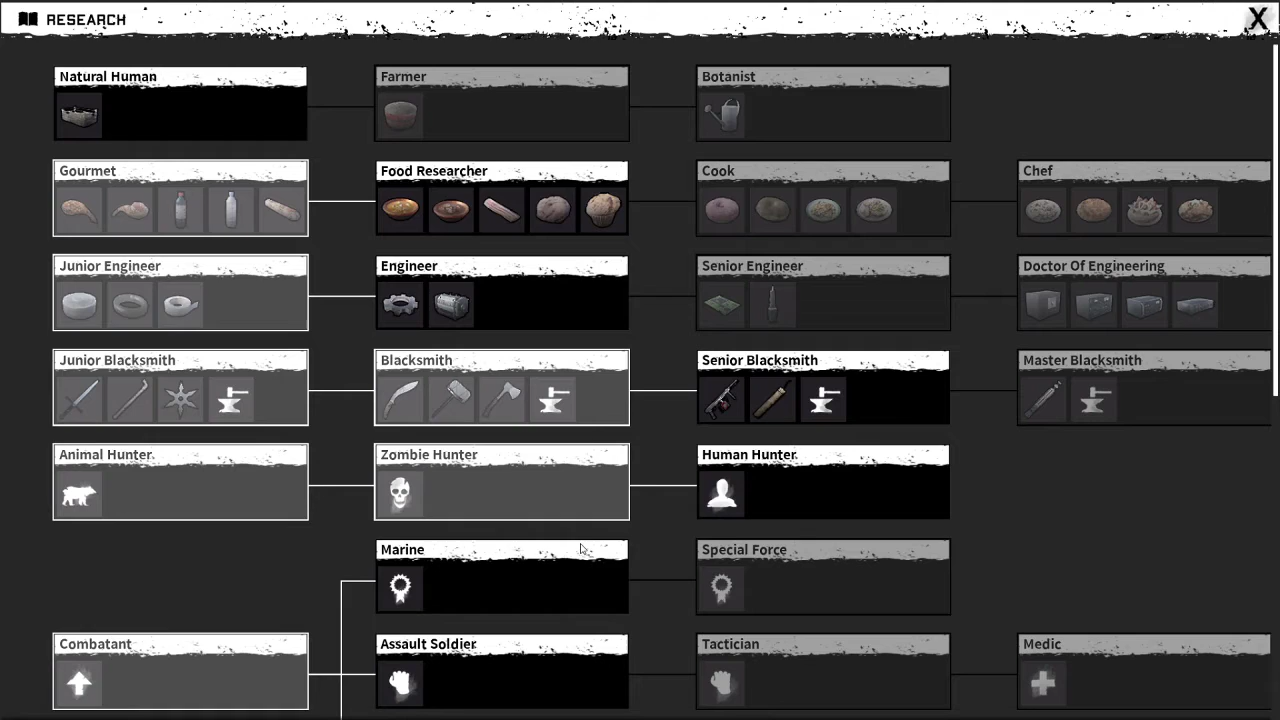 RESEARCH X
Natural Human Farmer Botanist
Gourmet Food Researcher Cook Chef
Junior Engineer Engineer Senior Engineer Doctor Of Engineering
Junior Blacksmith Blacksmith Senior Blacksmith Master Blacksmith
Animal Hunter Zombie Hunter Human Hunter
Marine Special Force
Combatant Assault Soldier Tactician Medic